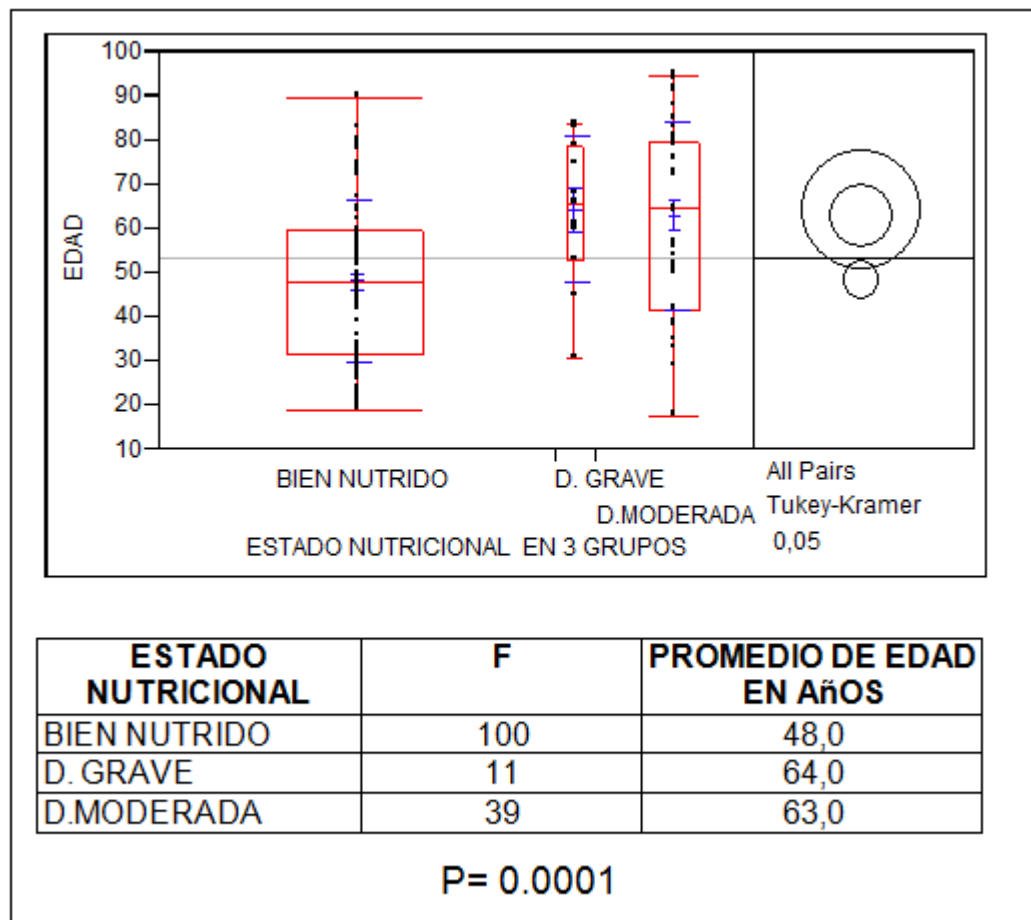 100
90
80
70
60
50
40
30
20
10
EDAD
BIEN NUTRIDO
D. GRAVE
D.MODERADA
ESTADO NUTRICIONAL EN 3 GRUPOS
All Pairs
Tukey-Kramer
0,05
ESTADO NUTRICIONAL F PROMEDIO DE EDAD EN AñOS
BIEN NUTRIDO 100 48,0
D. GRAVE 11 64,0
D.MODERADA 39 63,0
P= 0.0001